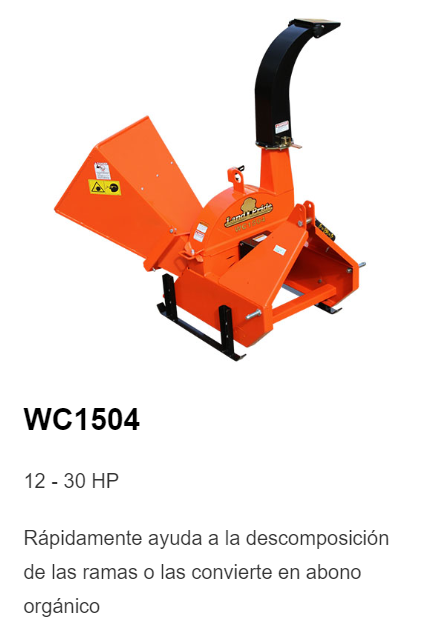 Land Pride
WC1504
12 - 30 HP
Rápidamente ayuda a la descomposición
de las ramas o las convierte en abono
orgánico